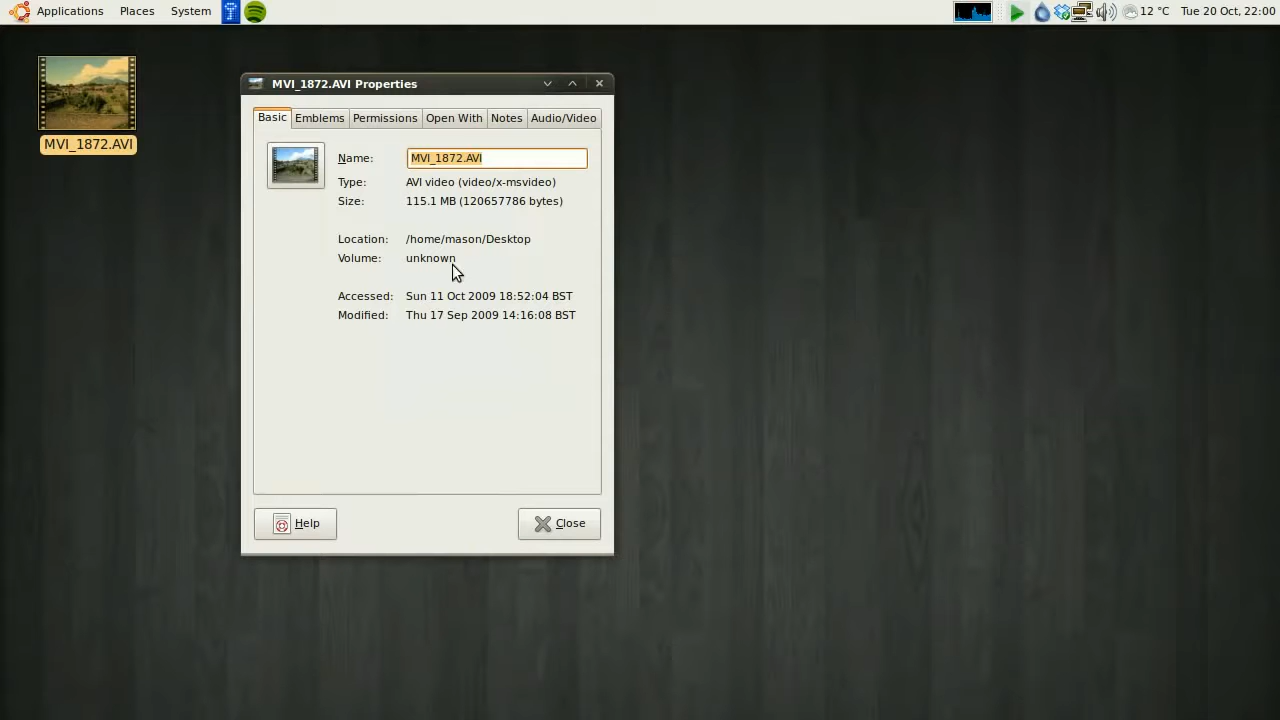 Applications Places System 12 °C Tue 20 Oct, 22:00
MVI_1872.AVI
MVI_1872.AVI Properties
Basic Emblems Permissions Open With Notes Audio/Video
Name: MVI_1872.AVI
Type: AVI video (video/x-msvideo)
Size: 115.1 MB (120657786 bytes)
Location: /home/mason/Desktop
Volume: unknown
Accessed: Sun 11 Oct 2009 18:52:04 BST
Modified: Thu 17 Sep 2009 14:16:08 BST
Help Close